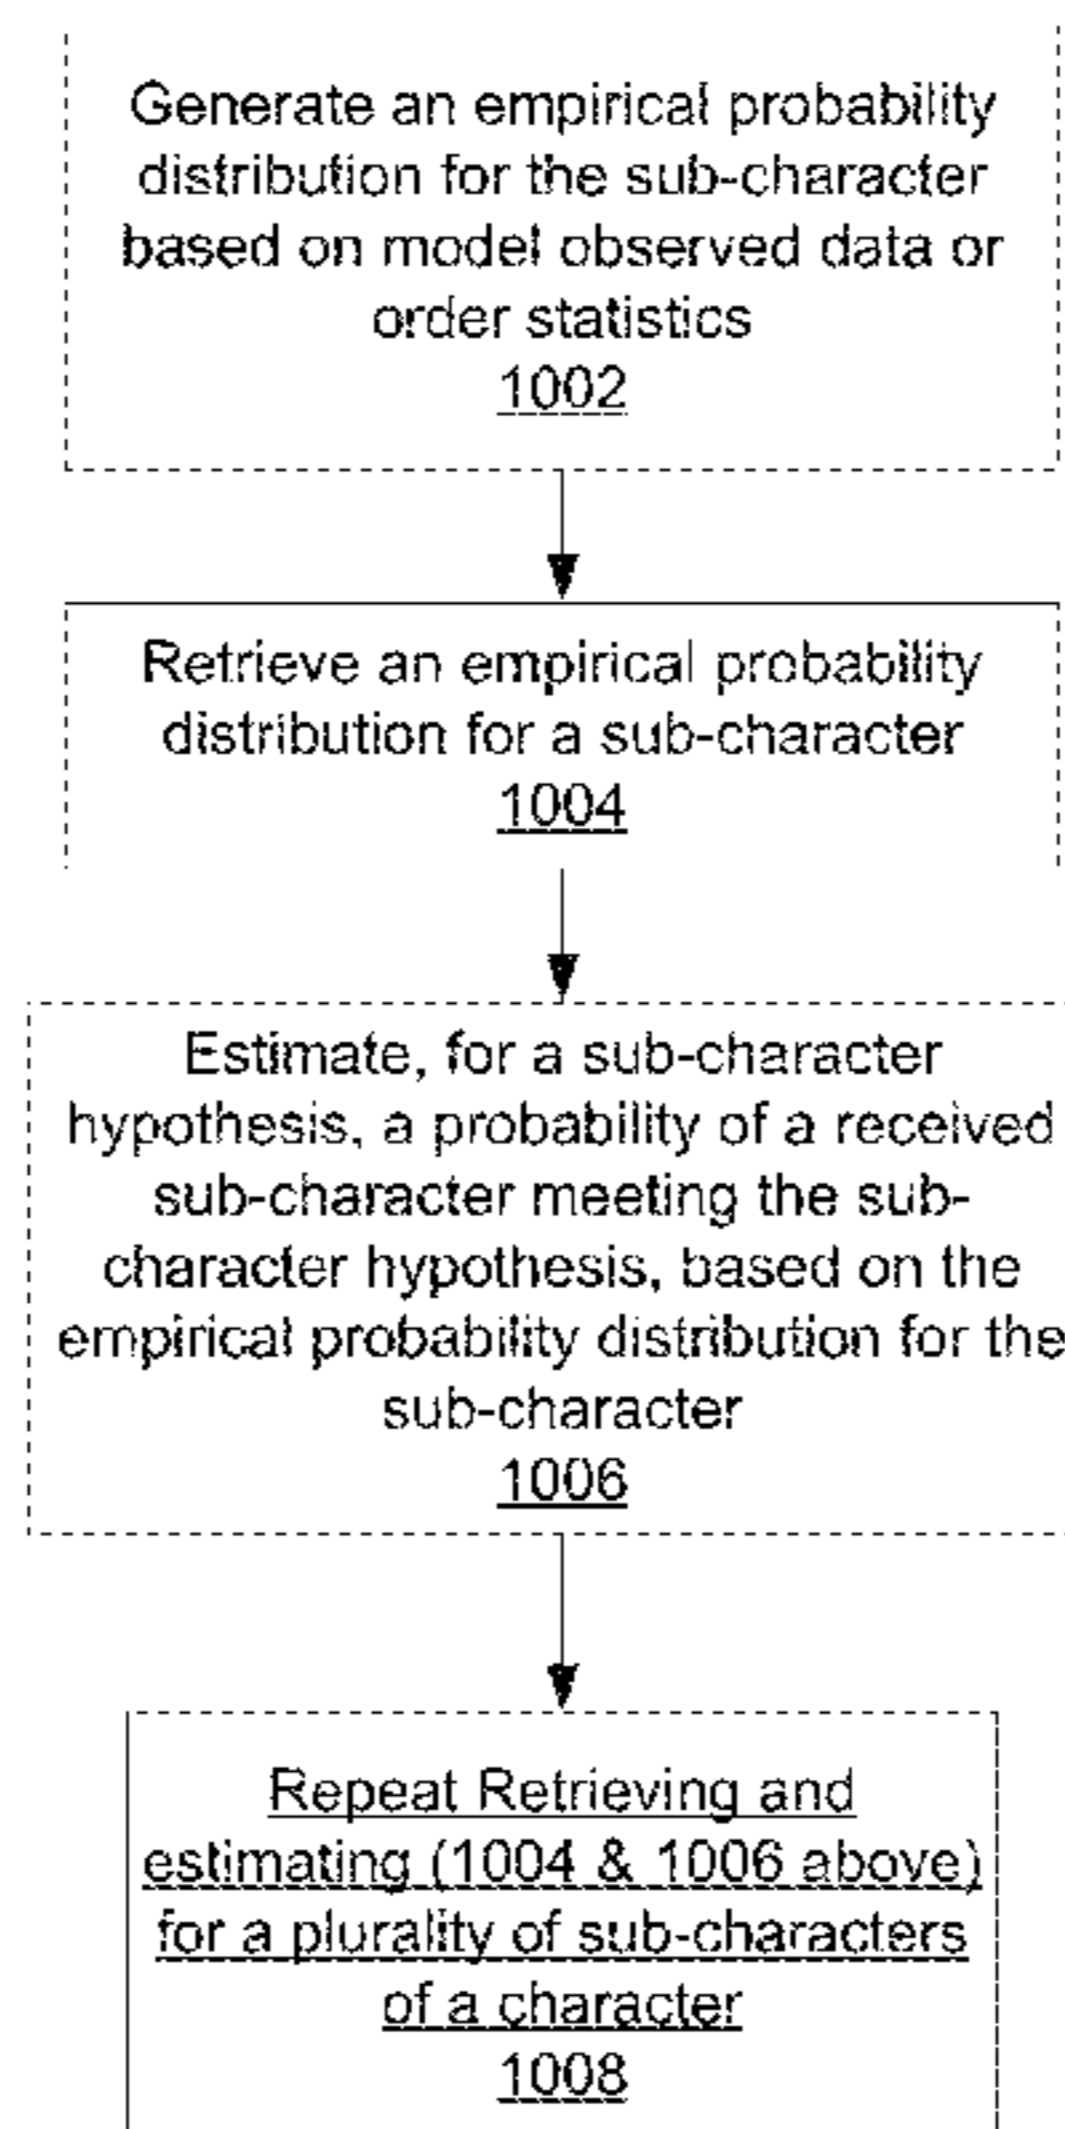 Generate an empirical probability
distribution for the sub-character
based on model observed data or
order statistics
1002
Retrieve an empirical probability
distribution for a sub-character
1004
Estimate, for a sub-character
hypothesis, a probability of a received
sub-character meeting the sub-
character hypothesis, based on the
empirical probability distribution for the
sub-character
1006
Repeat Retrieving and
estimating (1004 & 1006 above)
for a plurality of sub-characters
of a character
1008